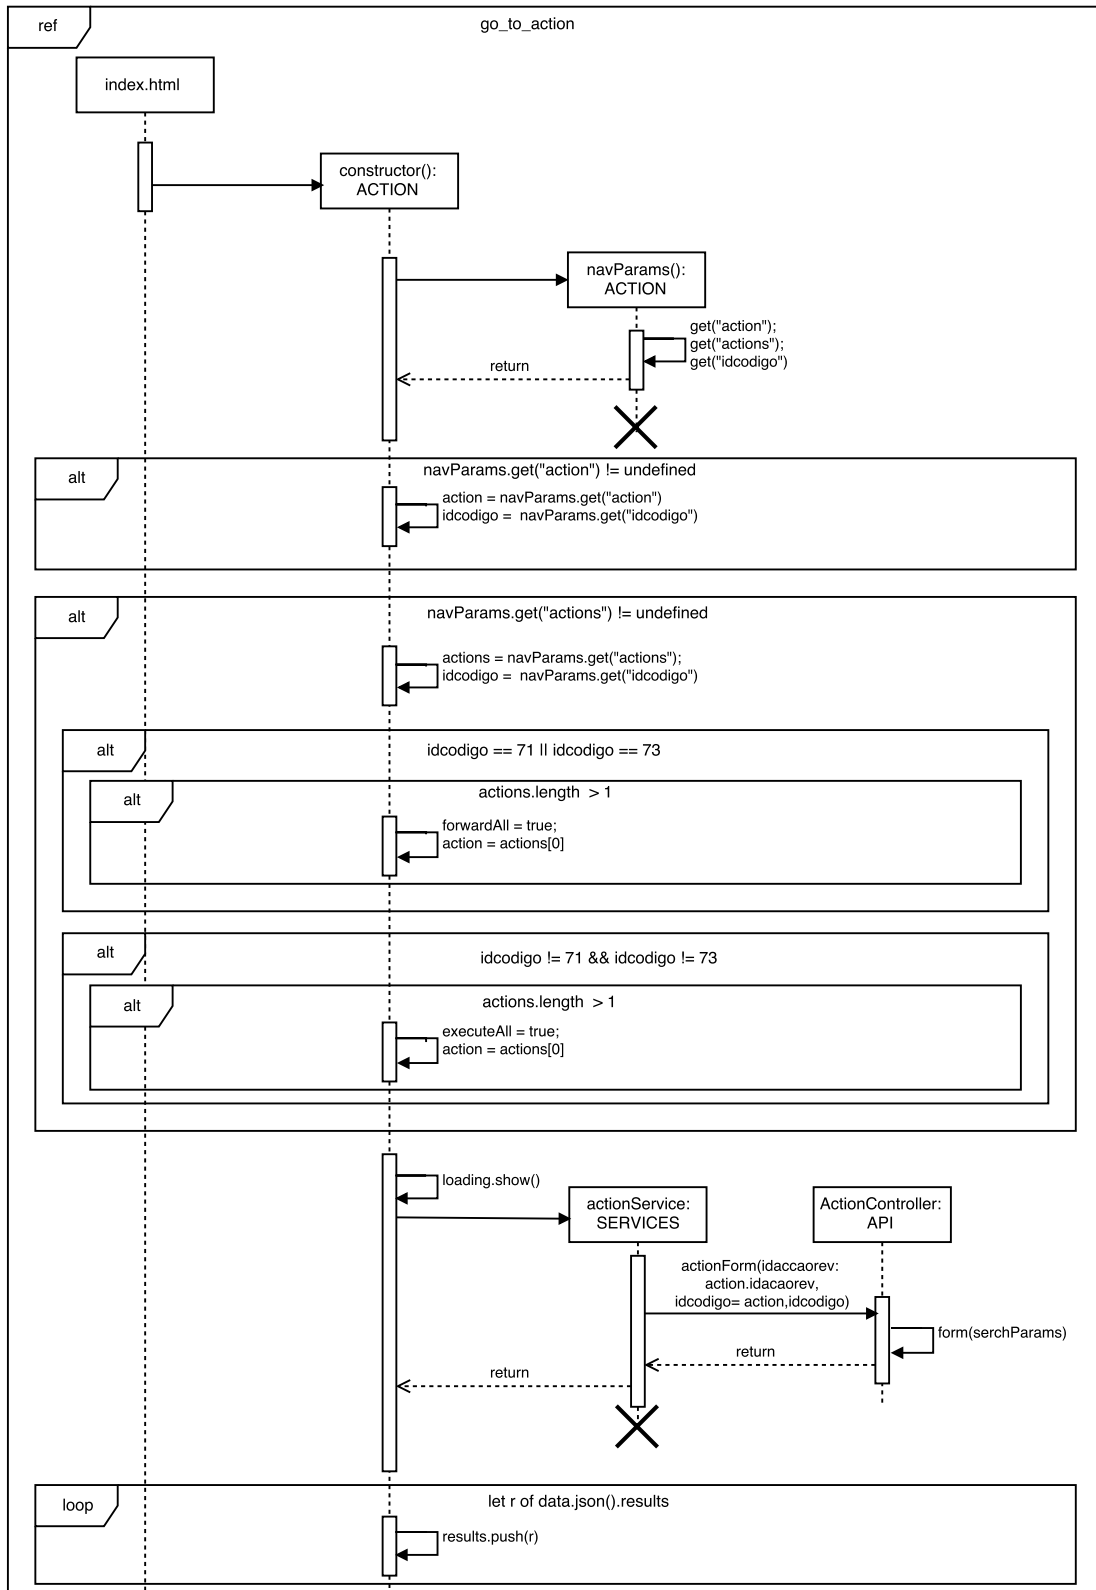 ref
go_to_action
index.html
constructor():
ACTION
navParams():
ACTION
get("action");
get("actions");
get("idcodigo")
return
alt
navParams.get("action") != undefined
action = navParams.get("action")
idcodigo =  navParams.get("idcodigo")
alt
navParams.get("actions") != undefined
actions = navParams.get("actions");
idcodigo =  navParams.get("idcodigo")
alt
idcodigo == 71 || idcodigo == 73
alt
actions.length  > 1
forwardAll = true;
action = actions[0]
alt
idcodigo != 71 && idcodigo != 73
alt
actions.length  > 1
executeAll = true;
action = actions[0]
loading.show()
actionService:
SERVICES
ActionController:
API
actionForm(idaccaorev:
action.idacaorev,
idcodigo= action,idcodigo)
form(serchParams)
return
return
loop
let r of data.json().results
results.push(r)